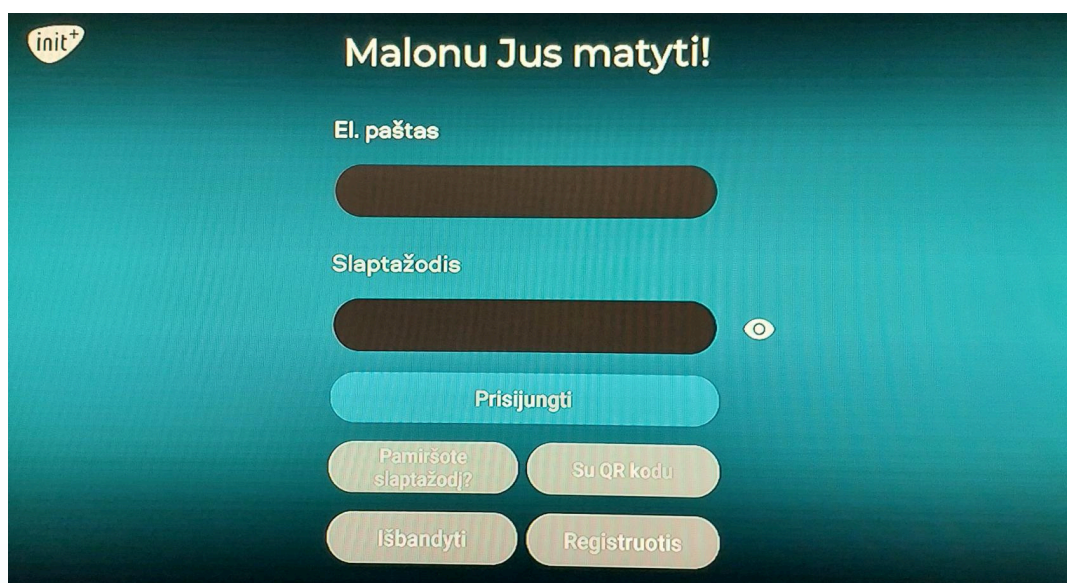 init+
Malonu Jus matyti!
El. paštas
Slaptažodis
Prisijungti
Pamiršote
slaptažodį?
Su QR kodu
Išbandyti
Registruotis